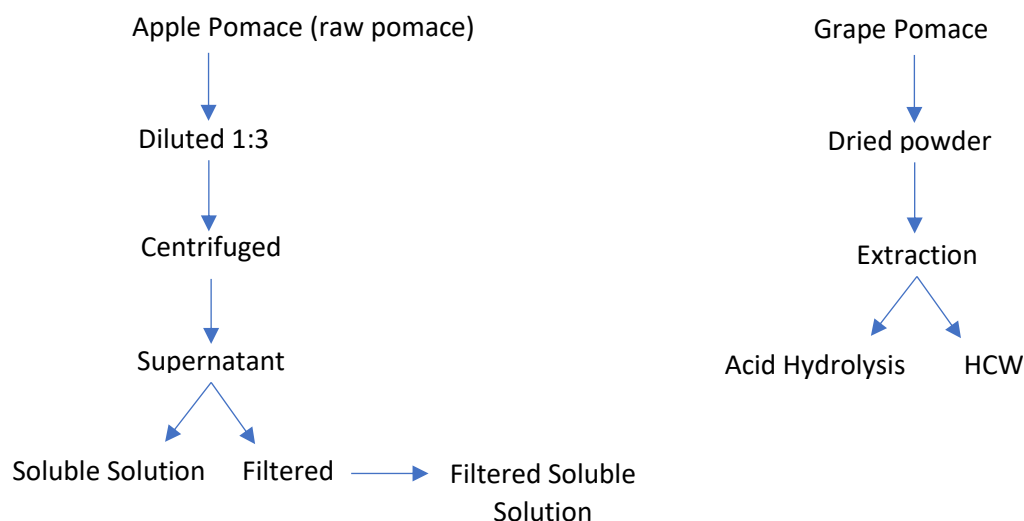 Apple Pomace (raw pomace)
Diluted 1:3
Centrifuged
Supernatant
Soluble Solution
Filtered
Filtered Soluble
Solution
Grape Pomace
Dried powder
Extraction
Acid Hydrolysis
HCW